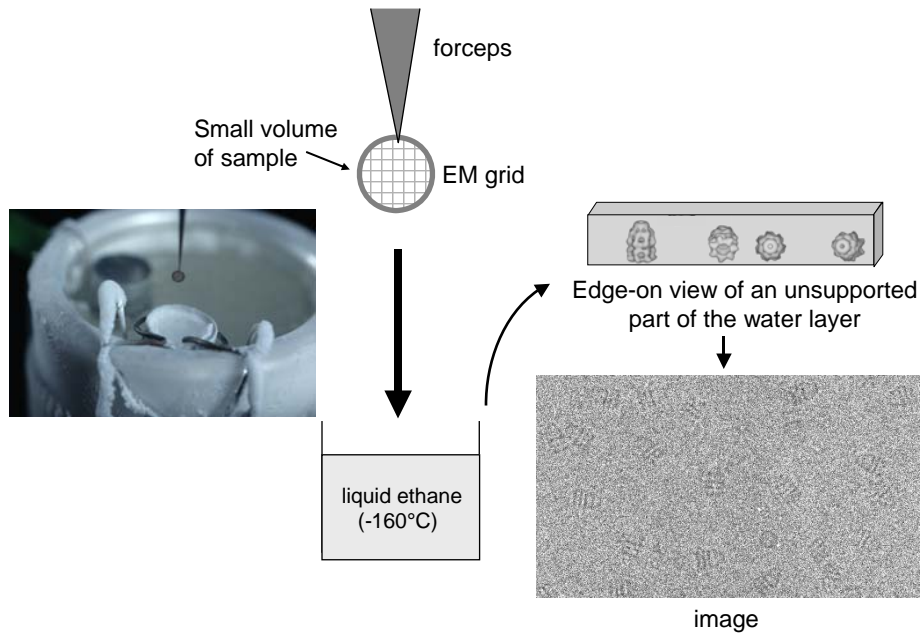 forceps
Small volume
of sample
EM grid
Edge-on view of an unsupported
part of the water layer
liquid ethane
(-160°C)
image